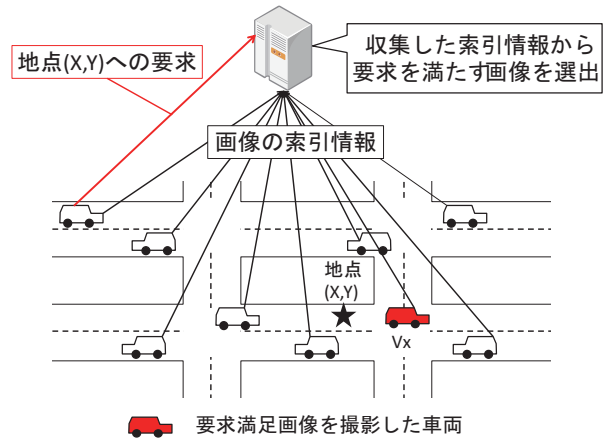 地点(X,Y)への要求
収集した索引情報から
要求を満たす画像を選出
画像の索引情報
地点
(X,Y)
Vx
要求満足画像を撮影した車両